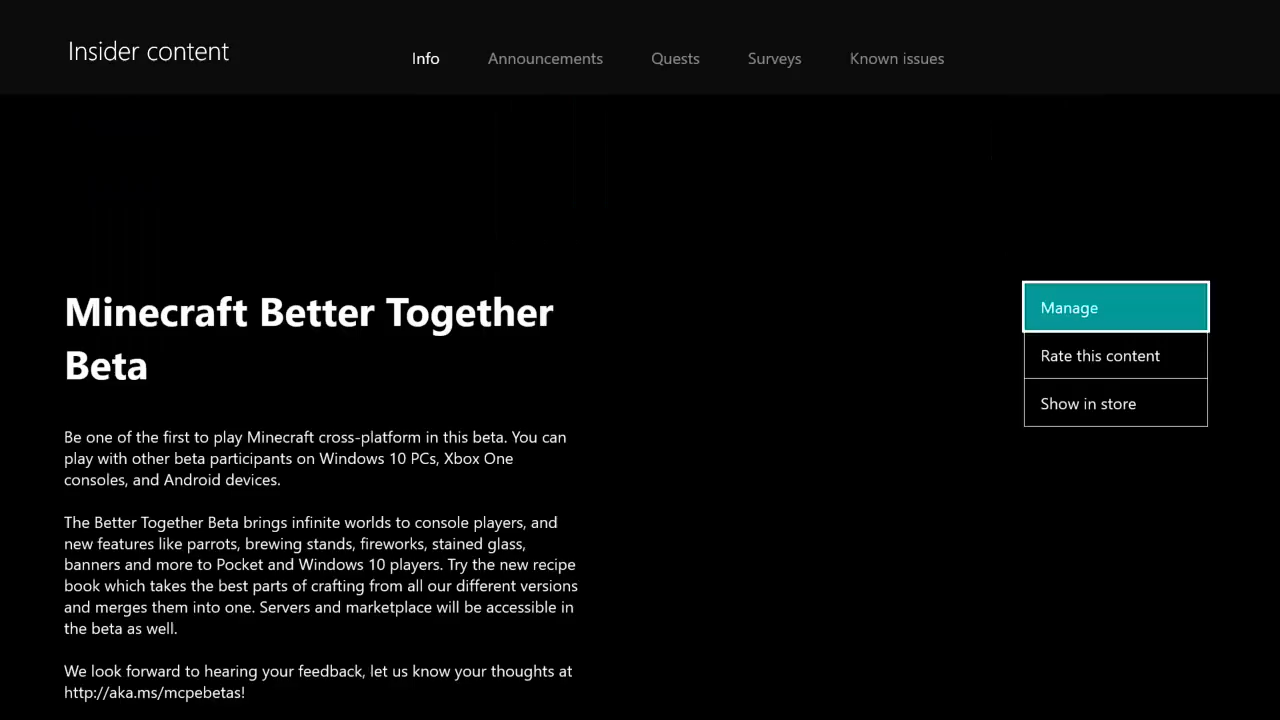 Insider content
Info
Announcements
Quests
Surveys
Known issues
Minecraft Better Together
Beta
Be one of the first to play Minecraft cross-platform in this beta. You can
play with other beta participants on Windows 10 PCs, Xbox One
consoles, and Android devices.
The Better Together Beta brings infinite worlds to console players, and
new features like parrots, brewing stands, fireworks, stained glass,
banners and more to Pocket and Windows 10 players. Try the new recipe
book which takes the best parts of crafting from all our different versions
and merges them into one. Servers and marketplace will be accessible in
the beta as well.
We look forward to hearing your feedback, let us know your thoughts at
http://aka.ms/mcpebetas!
Manage
Rate this content
Show in store